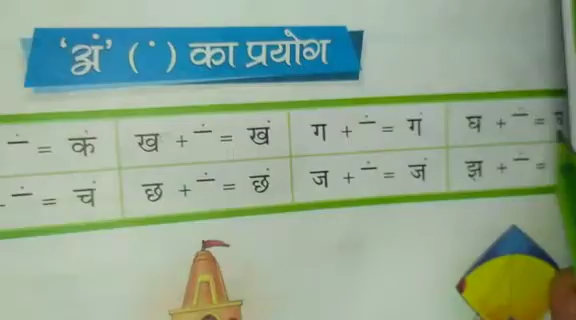 'अं' ( ं ) का प्रयोग
ं = कं ख + ं = खं ग + ं = गं घ + ं =
ं = चं छ + ं = छं ज + ं = जं झ + ं =